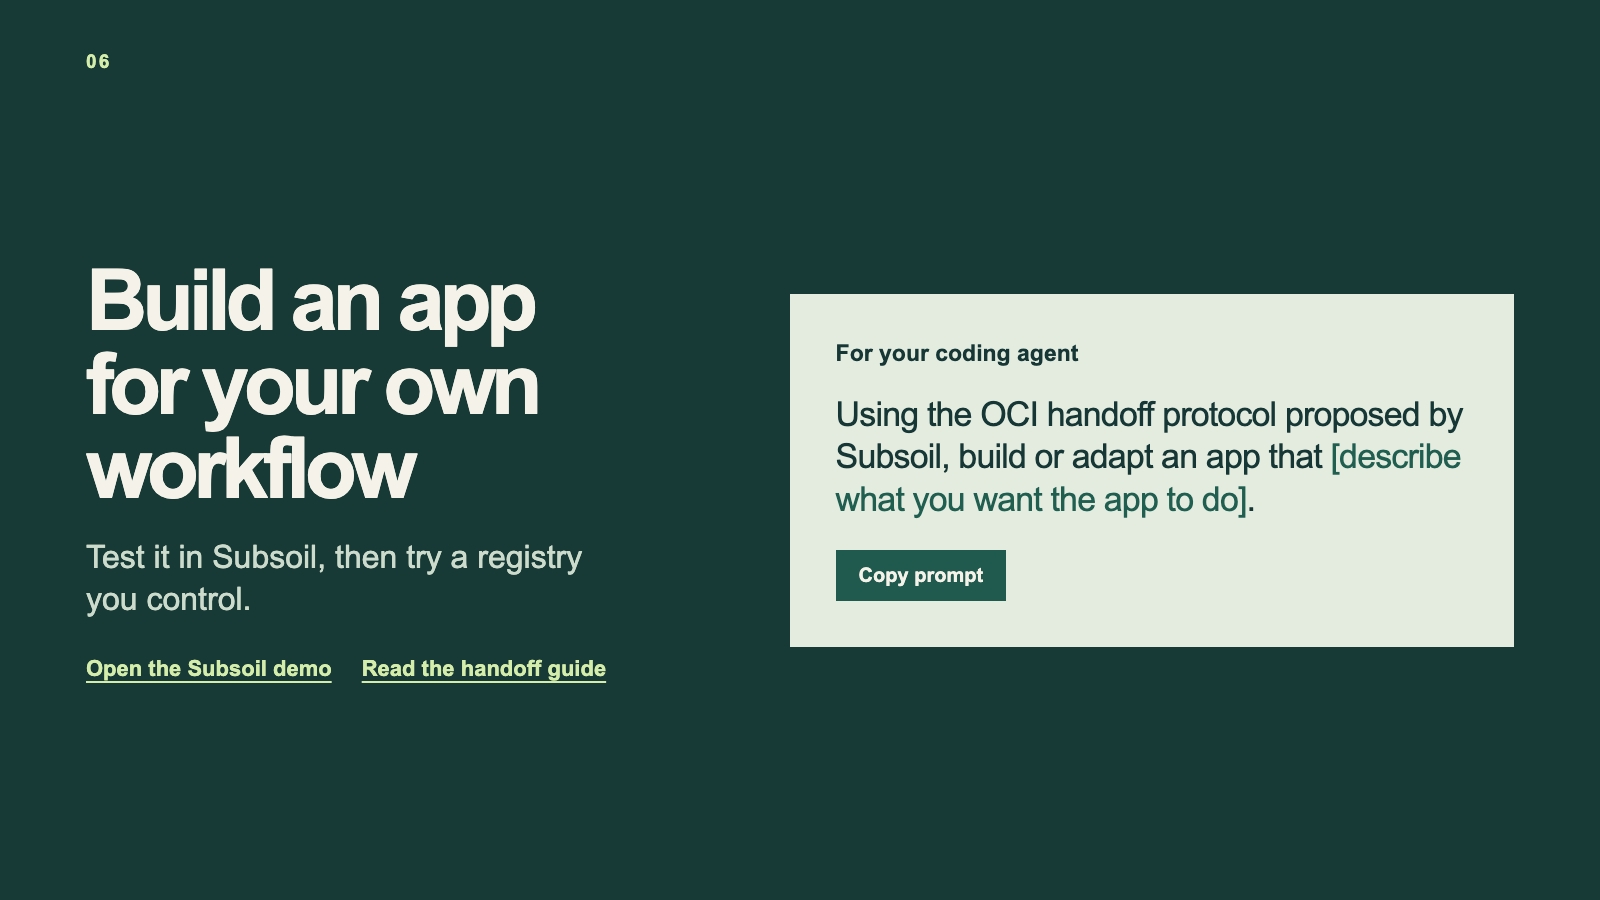 06
Build an app
for your own
workflow
Test it in Subsoil, then try a registry
you control.
Open the Subsoil demo
Read the handoff guide
For your coding agent
Using the OCI handoff protocol proposed by
Subsoil, build or adapt an app that [describe
what you want the app to do].
Copy prompt